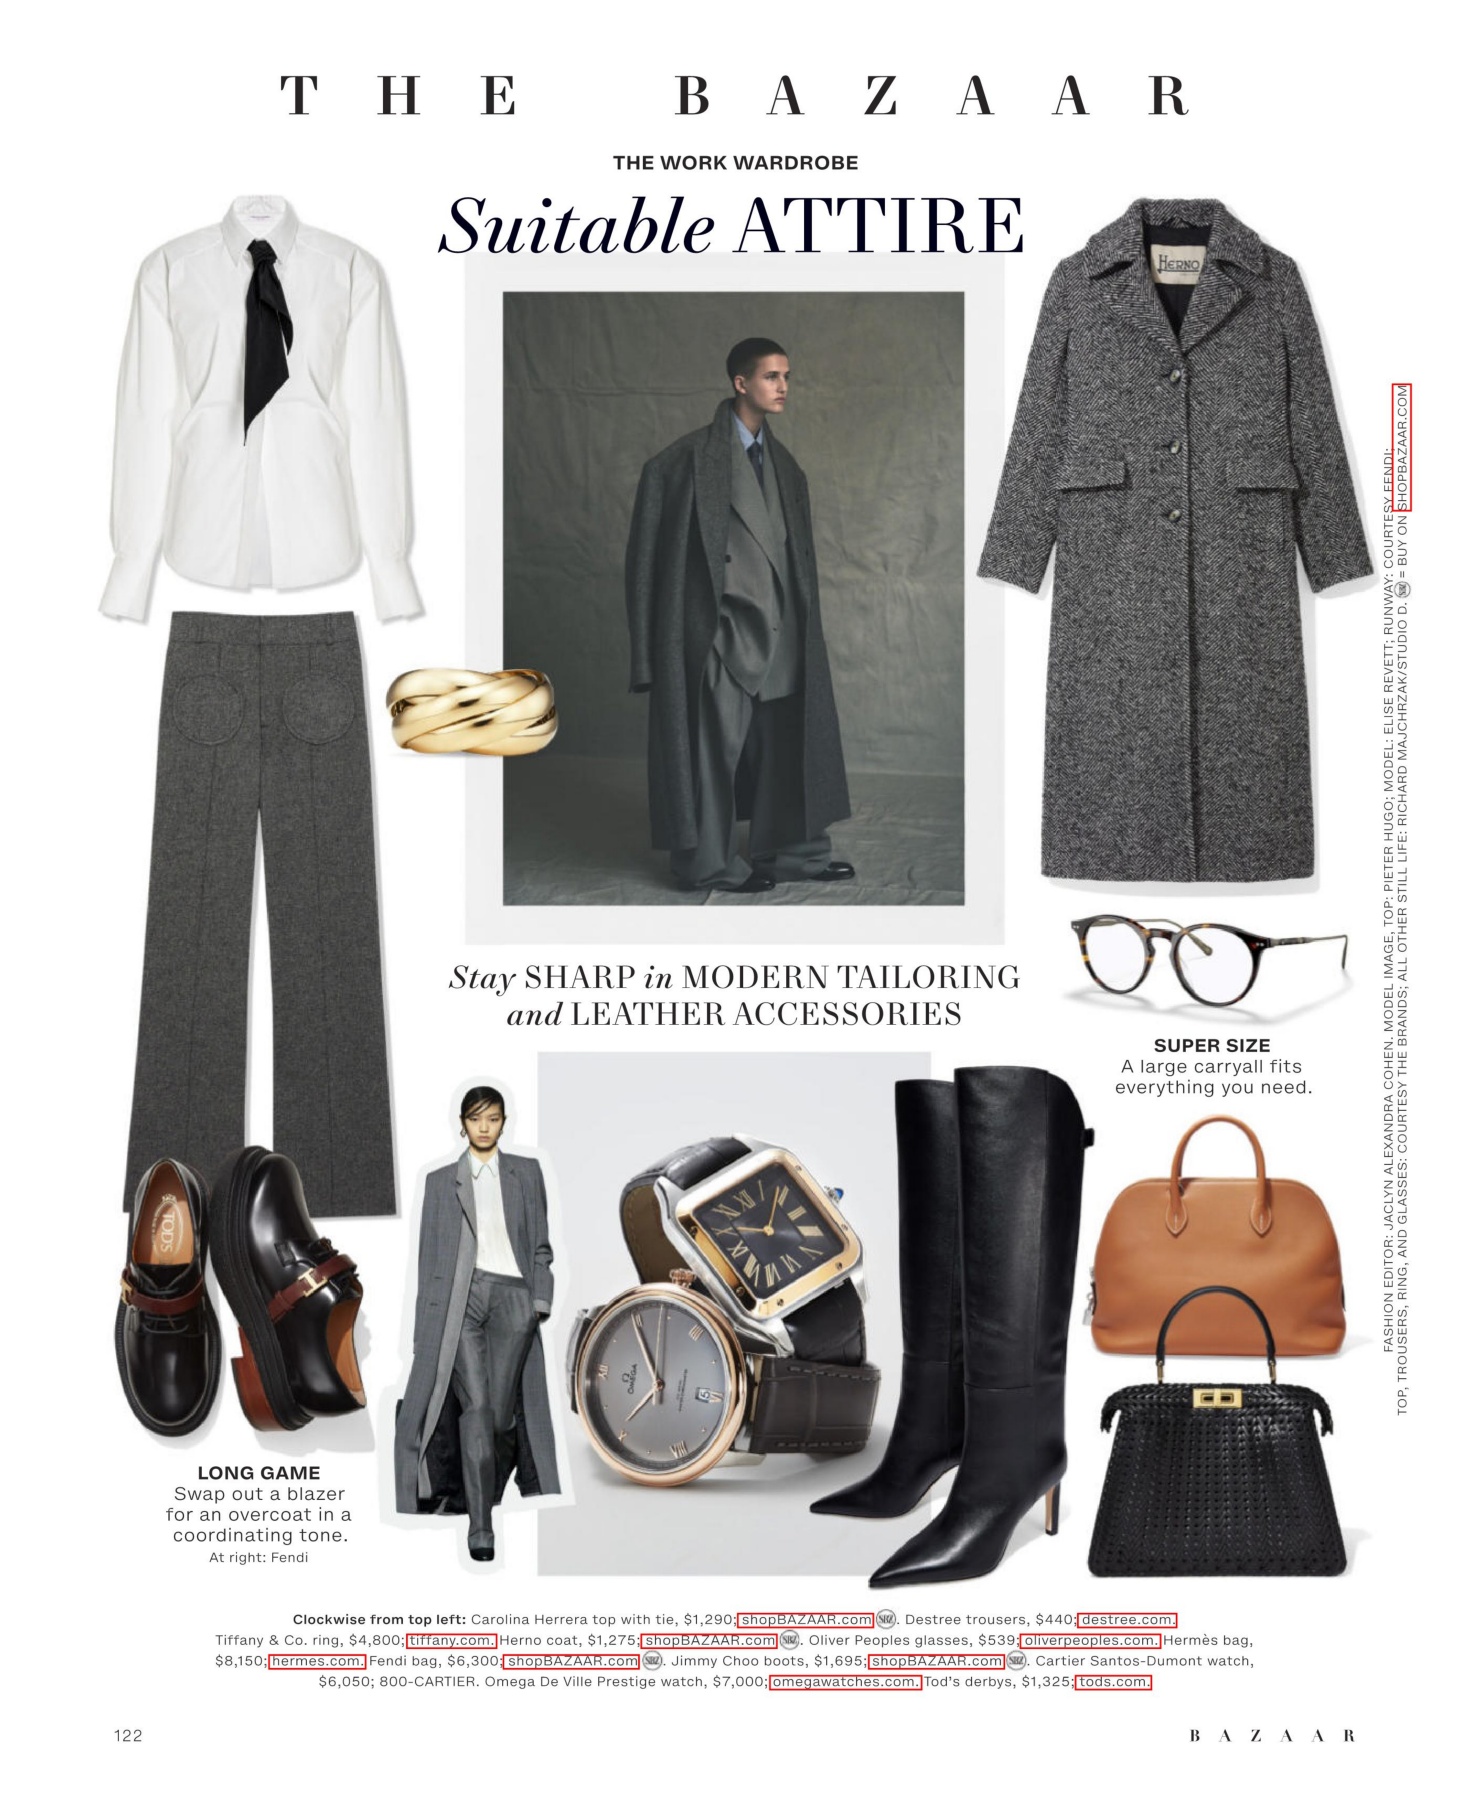 THE BAZAAR
THE WORK WARDROBE
Suitable ATTIRE
HERNO
Stay SHARP in MODERN TAILORING
and LEATHER ACCESSORIES
SUPER SIZE
A large carryall fits
everything you need.
TOD'S
OMEGA
LONG GAME
Swap out a blazer
for an overcoat in a
coordinating tone.
At right: Fendi
Clockwise from top left: Carolina Herrera top with tie, $1,290; shopBAZAAR.com SBZ. Destree trousers, $440; destree.com.
Tiffany & Co. ring, $4,800; tiffany.com. Herno coat, $1,275; shopBAZAAR.com SBZ. Oliver Peoples glasses, $539; oliverpeoples.com. Hermès bag,
$8,150; hermes.com. Fendi bag, $6,300; shopBAZAAR.com SBZ. Jimmy Choo boots, $1,695; shopBAZAAR.com SBZ. Cartier Santos-Dumont watch,
$6,050; 800-CARTIER. Omega De Ville Prestige watch, $7,000; omegawatches.com. Tod's derbys, $1,325; tods.com.
FASHION EDITOR: JACLYN ALEXANDRA COHEN. MODEL IMAGE, TOP: PIETER HUGO; MODEL: ELISE REVETT; RUNWAY: COURTESY FENDI;
TOP, TROUSERS, RING, AND GLASSES: COURTESY THE BRANDS; ALL OTHER STILL LIFE: RICHARD MAJCHRZAK/STUDIO D. SBZ = BUY ON SHOPBAZAAR.COM
122
BAZAAR